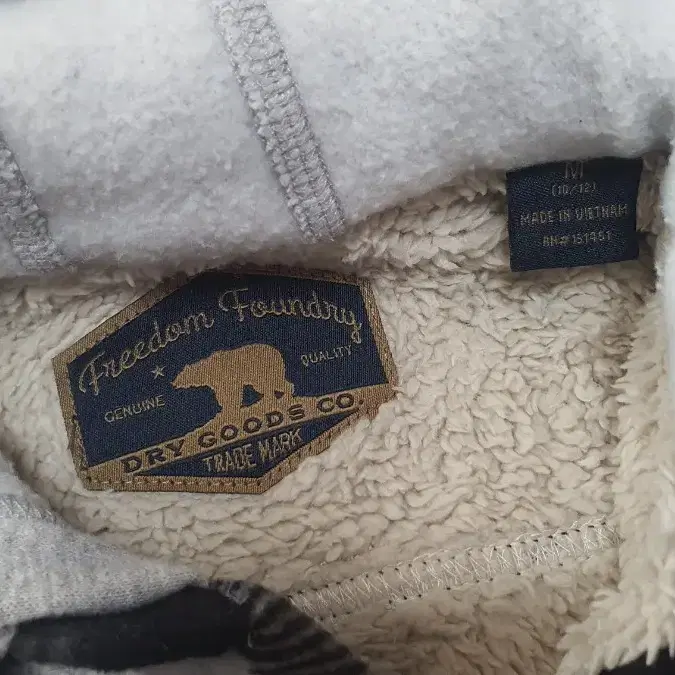 Freedom Foundry
GENUINE
QUALITY
DRY GOODS CO.
TRADE MARK
M
(10/12)
MADE IN VIETNAM
RN# 151451